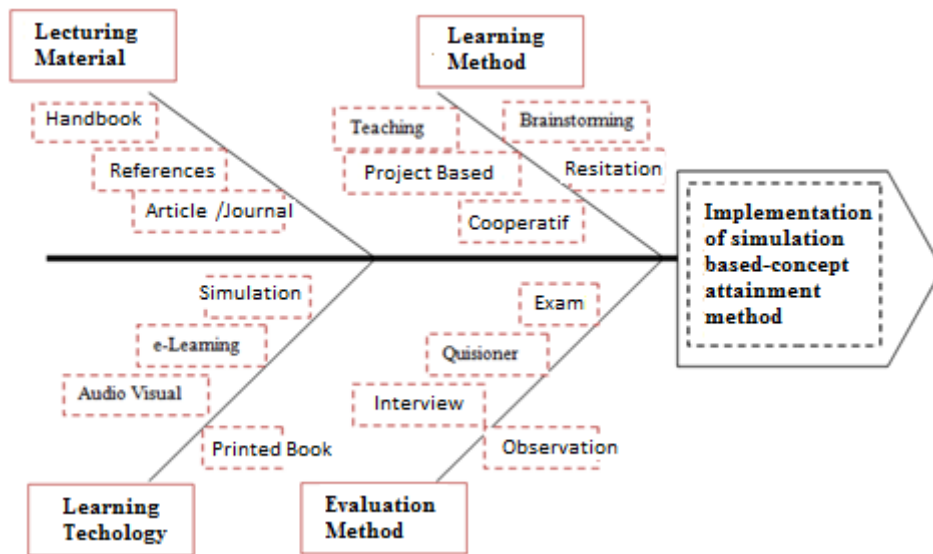 Lecturing
Material
Learning
Method
Handbook
References
Article /Journal
Teaching
Brainstorming
Project Based
Resitation
Cooperatif
Implementation
of simulation
based-concept
attainment
method
Simulation
e-Learning
Audio Visual
Printed Book
Exam
Quisioner
Interview
Observation
Learning
Techology
Evaluation
Method